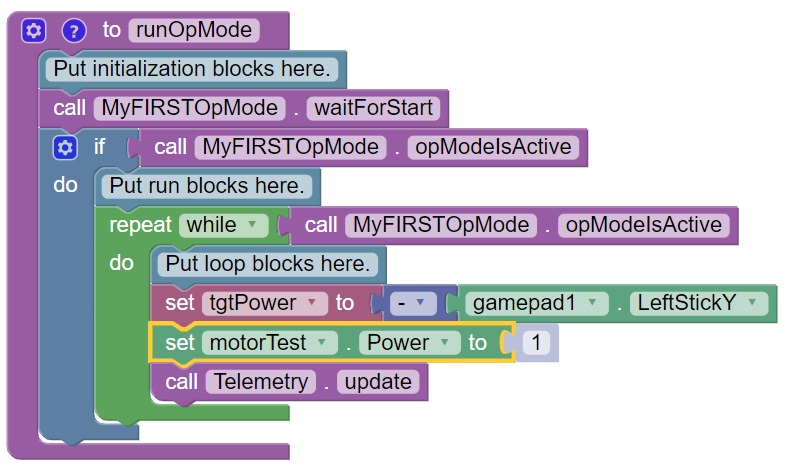 ? to runOpMode
Put initialization blocks here.
call MyFIRSTOpMode . waitForStart
if call MyFIRSTOpMode . opModeIsActive
do Put run blocks here.
repeat while call MyFIRSTOpMode . opModeIsActive
do Put loop blocks here.
set tgtPower to - gamepad1 . LeftStickY
set motorTest . Power to 1
call Telemetry . update